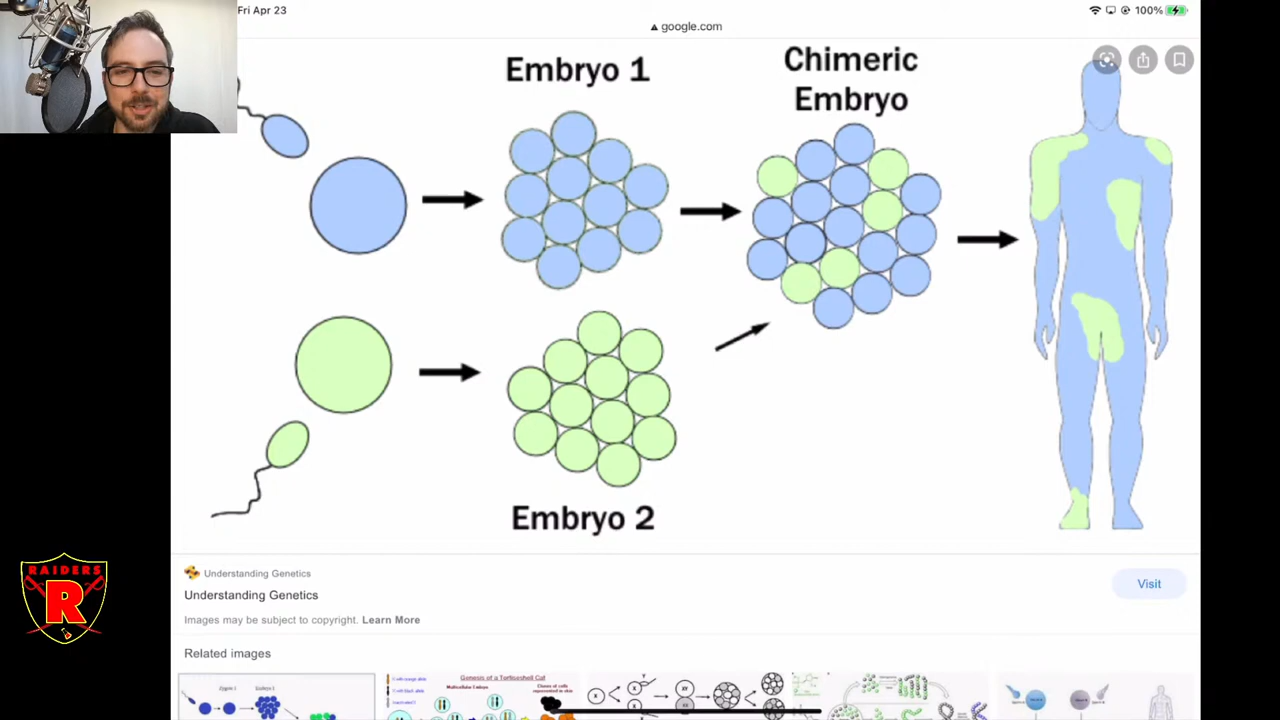 Fri Apr 23
100%
google.com
Embryo 1
Chimeric
Embryo
Embryo 2
RAIDERS
R
Understanding Genetics
Understanding Genetics
Visit
Images may be subject to copyright. Learn More
Related images
Genesis of a Tortiseshell Cat